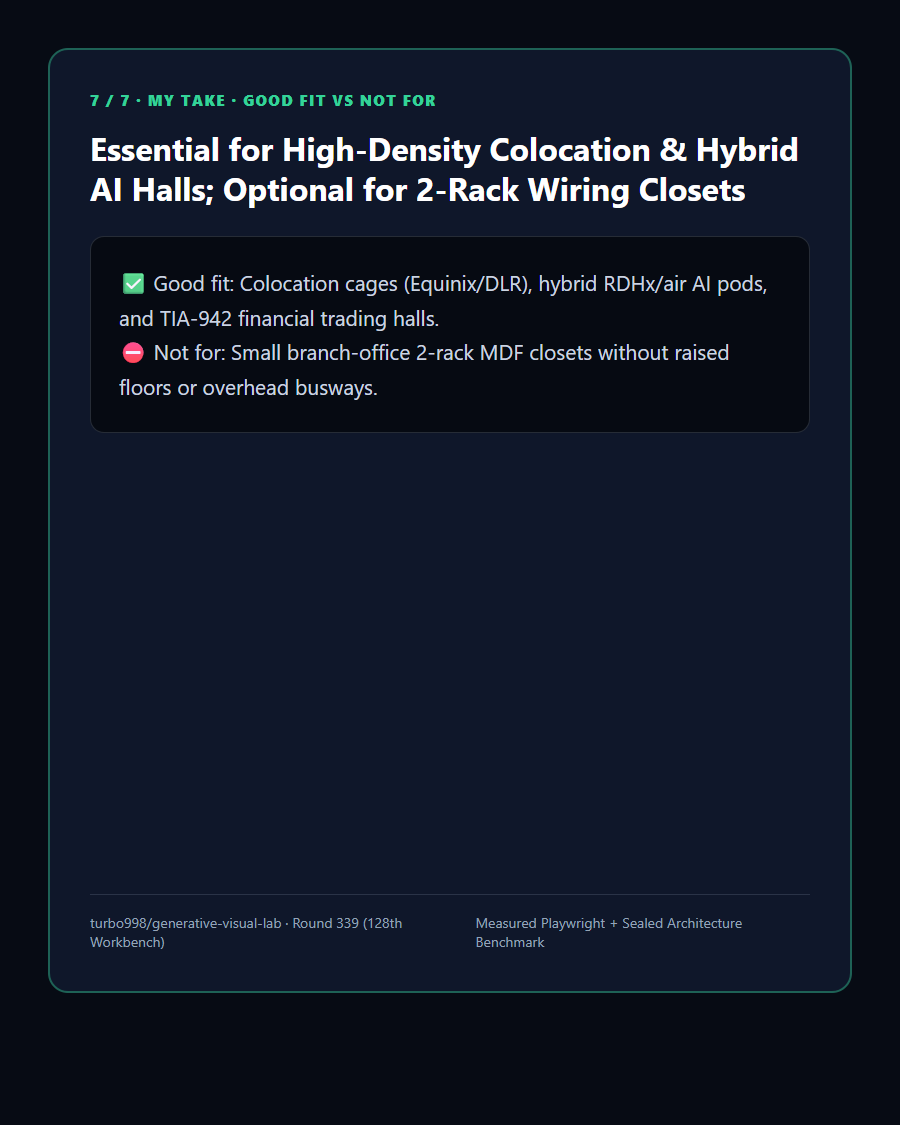 7 / 7 · MY TAKE · GOOD FIT VS NOT FOR
Essential for High-Density Colocation & Hybrid
AI Halls; Optional for 2-Rack Wiring Closets
✅ Good fit: Colocation cages (Equinix/DLR), hybrid RDHx/air AI pods,
and TIA-942 financial trading halls.
⛔ Not for: Small branch-office 2-rack MDF closets without raised
floors or overhead busways.
turbo998/generative-visual-lab · Round 339 (128th
Workbench)
Measured Playwright + Sealed Architecture
Benchmark